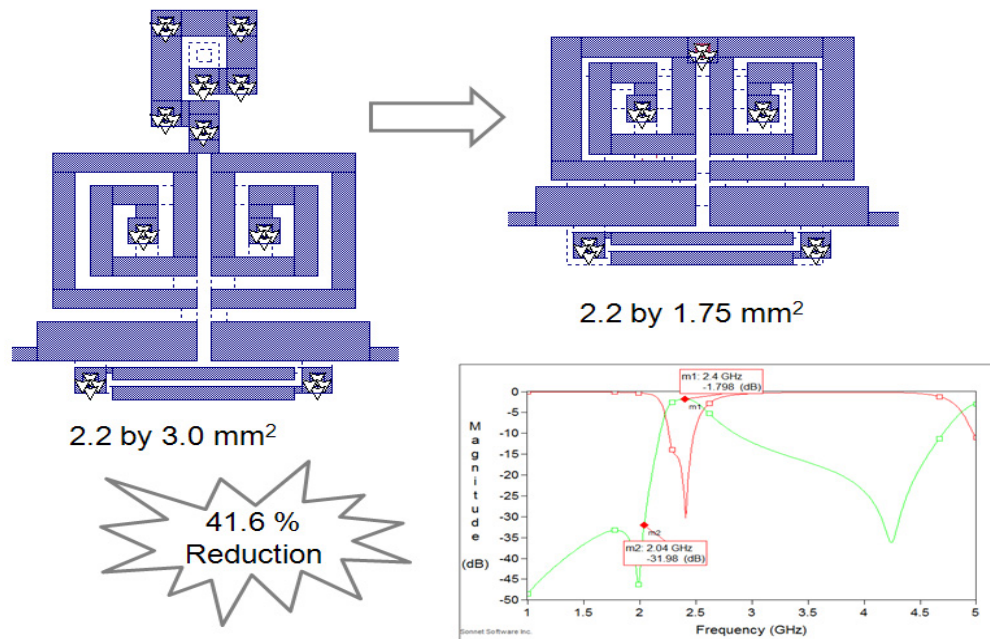 2.2 by 3.0 mm²
41.6 %
Reduction
2.2 by 1.75 mm²
m1: 2.4 GHz
-1.798 (dB)
m1
m2
m2: 2.04 GHz
-31.98 (dB)
Magnitude
(dB)
0
-5
-10
-15
-20
-25
-30
-35
-40
-45
-50
1
1.5
2
2.5
3
3.5
4
4.5
5
Sonnet Software Inc.
Frequency (GHz)